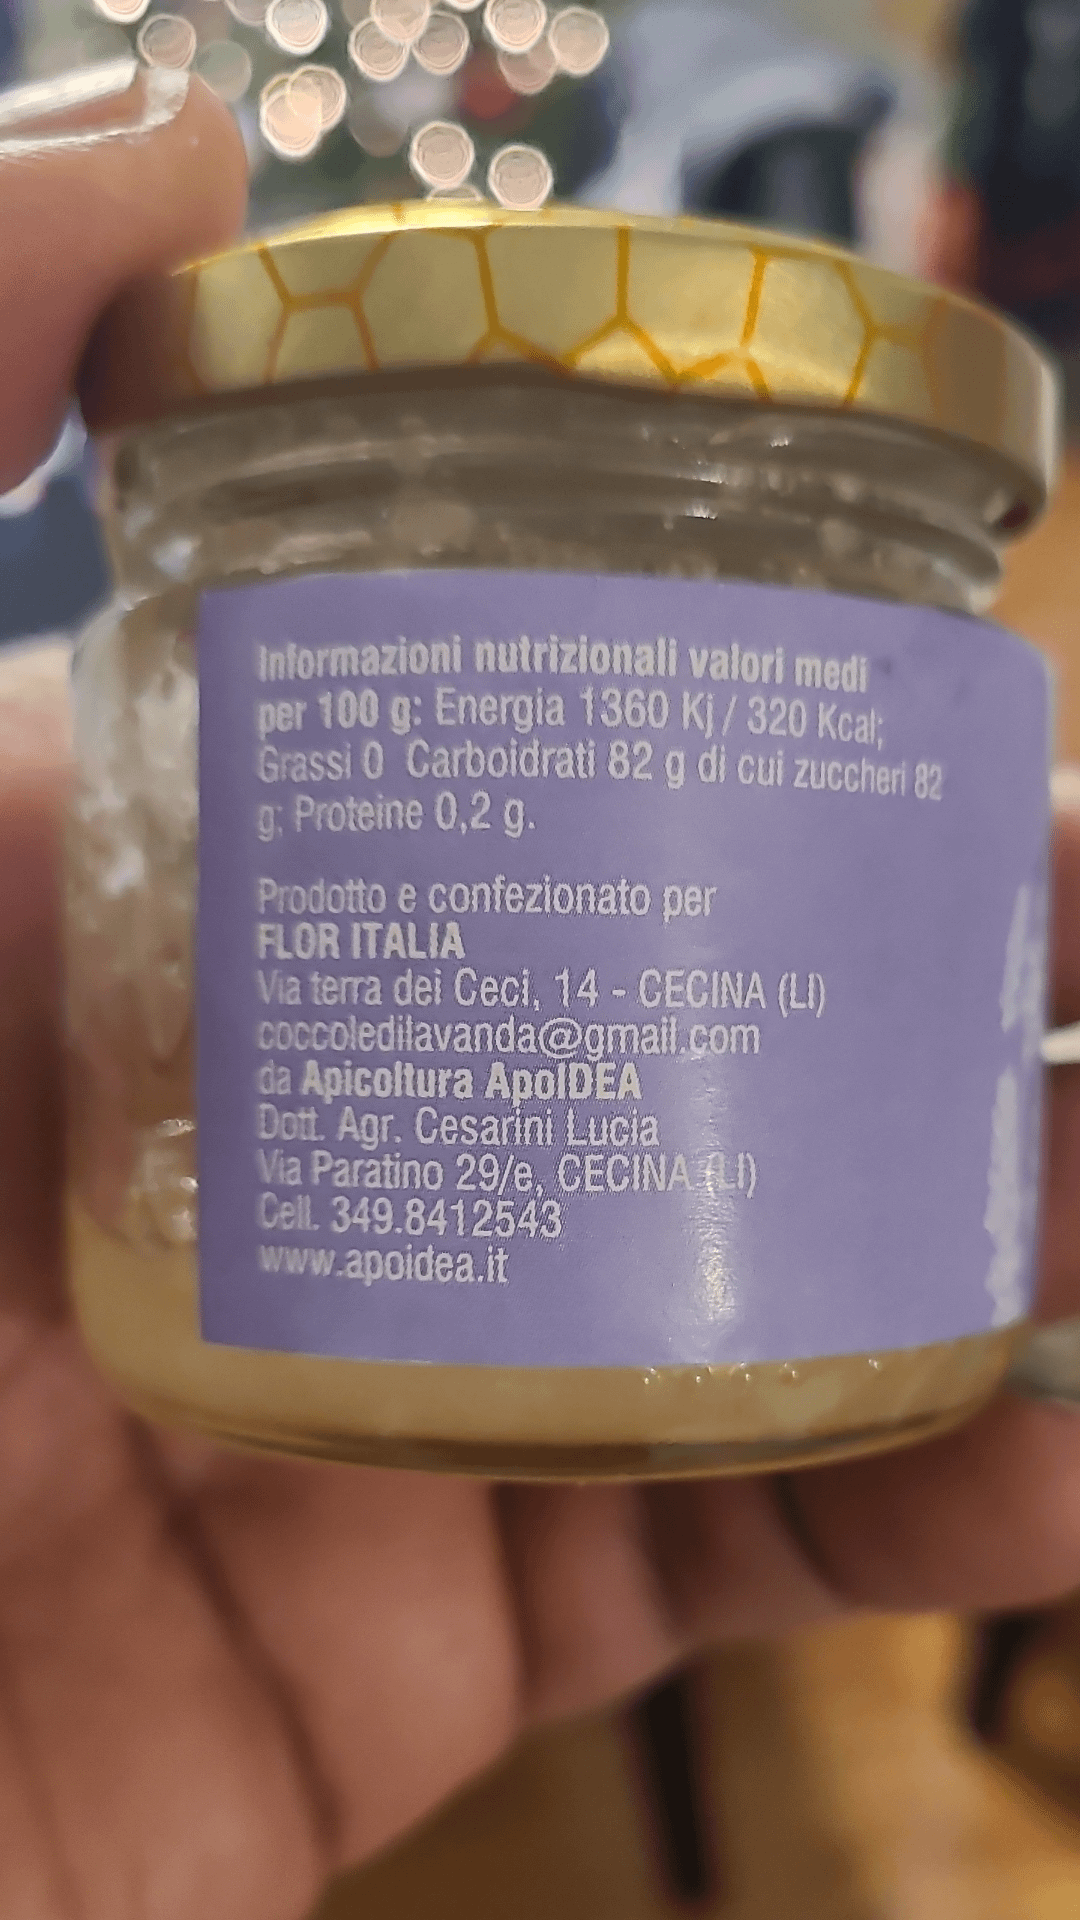 Informazioni nutrizionali valori medi
per 100 g: Energia 1360 Kj / 320 Kcal;
Grassi 0 Carboidrati 82 g di cui zuccheri 82
g; Proteine 0,2 g.
Prodotto e confezionato per
FLOR ITALIA
Via terra dei Ceci, 14 - CECINA (LI)
coccoledilavanda@gmail.com
da Apicoltura ApoIDEA
Dott. Agr. Cesarini Lucia
Via Paratino 29/e, CECINA (LI)
Cell. 349.8412543
www.apoidea.it